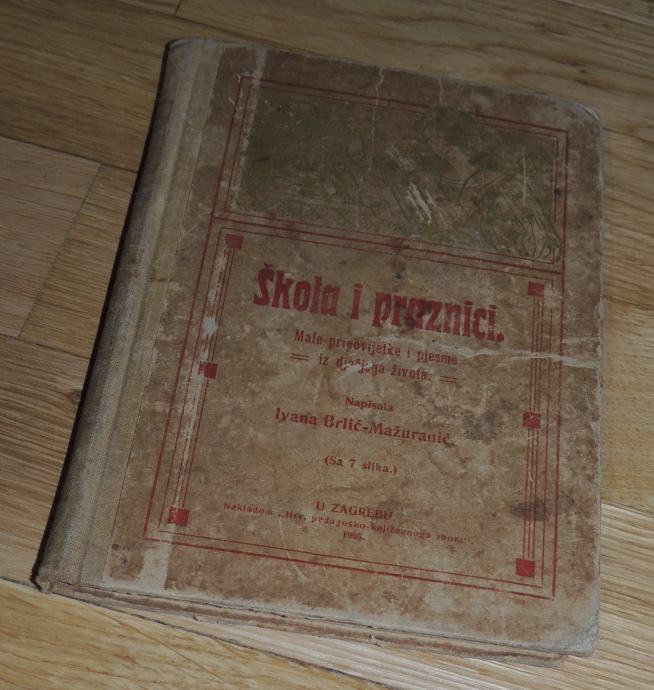 Škola i praznici.
Male pripovijetke i pjesme
iz dječjega života.
Napisala
Ivana Brlić-Mažuranić.
(Sa 7 slika.)
U ZAGREBU.
Nakladom „Hrv. pedagoško-književnoga zbora“.
1905.